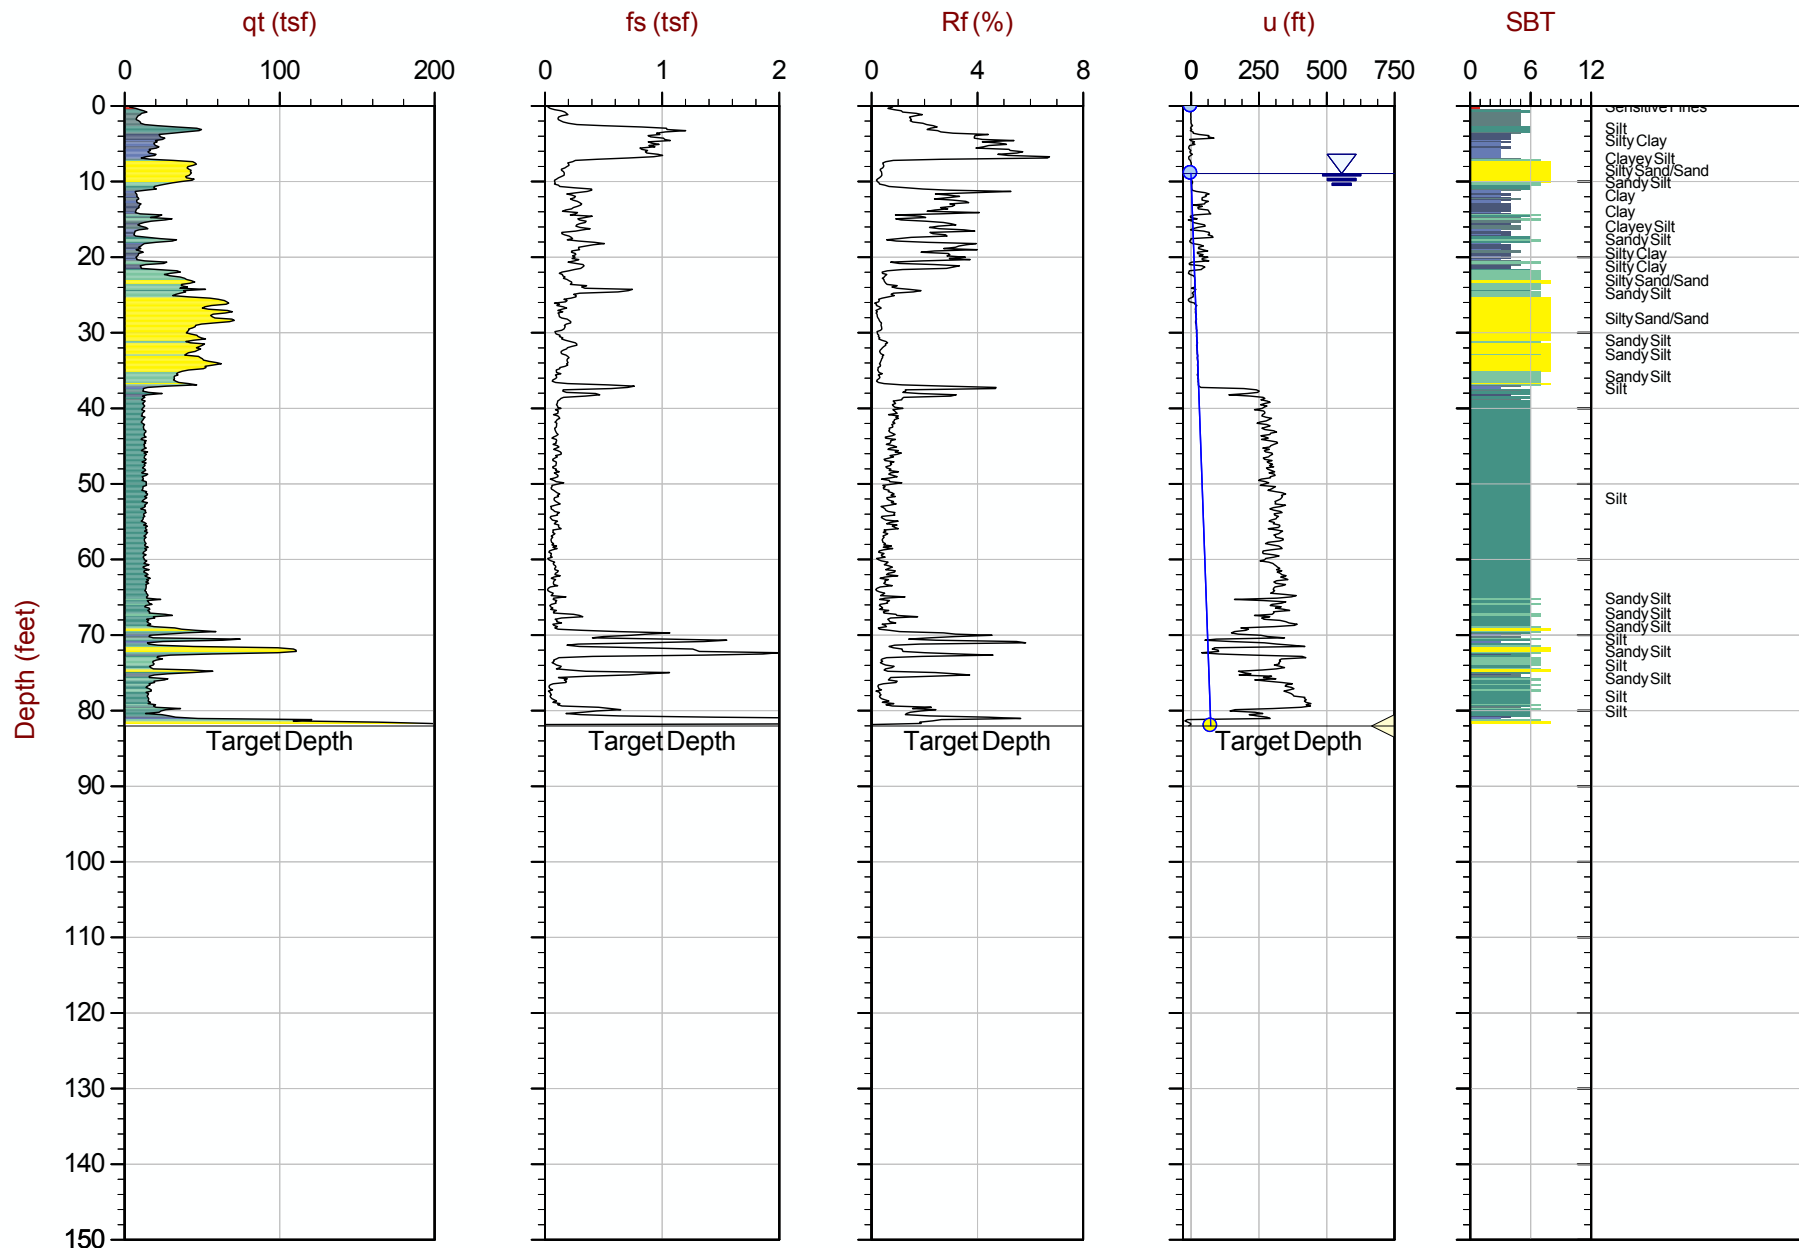 qt (tsf) fs (tsf) Rf (%) u (ft) SBT
0 100 200 0 1 2 0 4 8 0 250 500 750 0 6 12
0
Sensitive Fines
Silt
Silty Clay
Clayey Silt
Silty Sand/Sand
10
Sandy Silt
Clay
Clay
Clayey Silt
Sandy Silt
Silty Clay
20
Silty Clay
Silty Sand/Sand
Sandy Silt
Silty Sand/Sand
30
Sandy Silt
Sandy Silt
Sandy Silt
Silt
40
50
Silt
60
Sandy Silt
Sandy Silt
Sandy Silt
70
Silt
Sandy Silt
Silt
Sandy Silt
Silt
80
Silt
Target Depth Target Depth Target Depth Target Depth
Depth (feet)
90
100
110
120
130
140
150